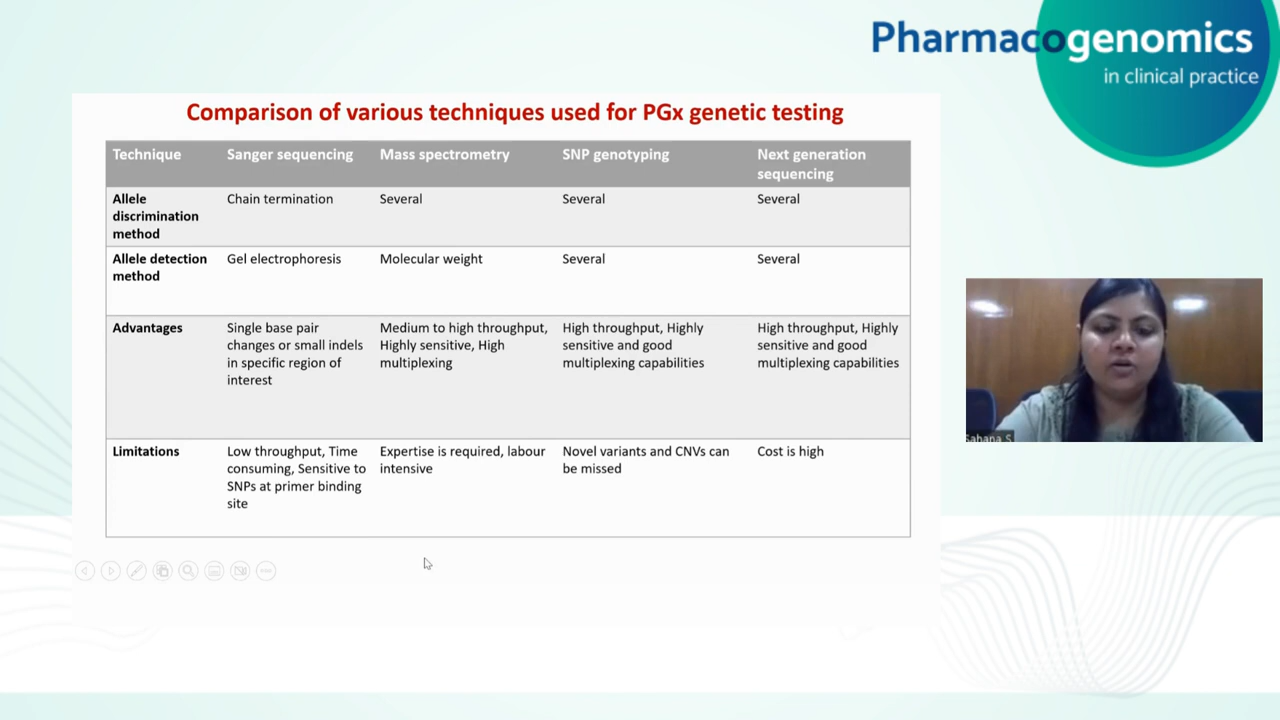 Pharmacogenomics
in clinical practice
Comparison of various techniques used for PGx genetic testing
Technique
Sanger sequencing
Mass spectrometry
SNP genotyping
Next generation
sequencing
Allele
discrimination
method
Chain termination
Several
Several
Several
Allele detection
method
Gel electrophoresis
Molecular weight
Several
Several
Advantages
Single base pair
changes or small indels
in specific region of
interest
Medium to high throughput,
Highly sensitive, High
multiplexing
High throughput, Highly
sensitive and good
multiplexing capabilities
High throughput, Highly
sensitive and good
multiplexing capabilities
Limitations
Low throughput, Time
consuming, Sensitive to
SNPs at primer binding
site
Expertise is required, labour
intensive
Novel variants and CNVs can
be missed
Cost is high
Sahana S